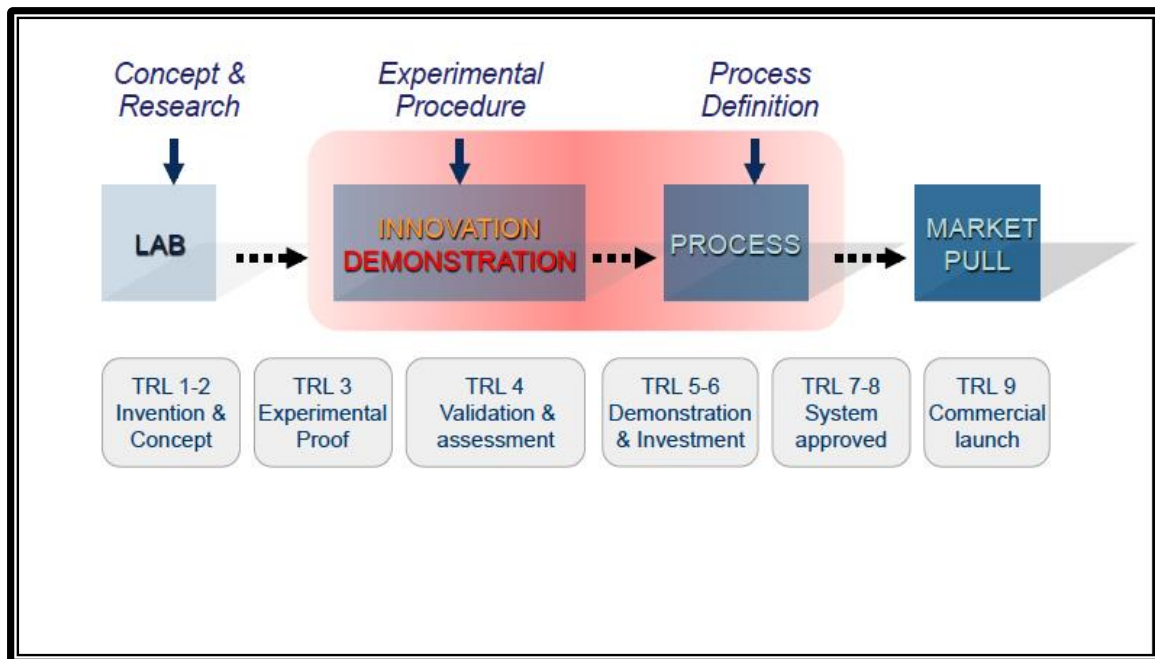 Concept &
Research
Experimental
Procedure
Process
Definition
LAB
INNOVATION
DEMONSTRATION
PROCESS
MARKET
PULL
TRL 1-2
Invention &
Concept
TRL 3
Experimental
Proof
TRL 4
Validation &
assessment
TRL 5-6
Demonstration
& Investment
TRL 7-8
System
approved
TRL 9
Commercial
launch